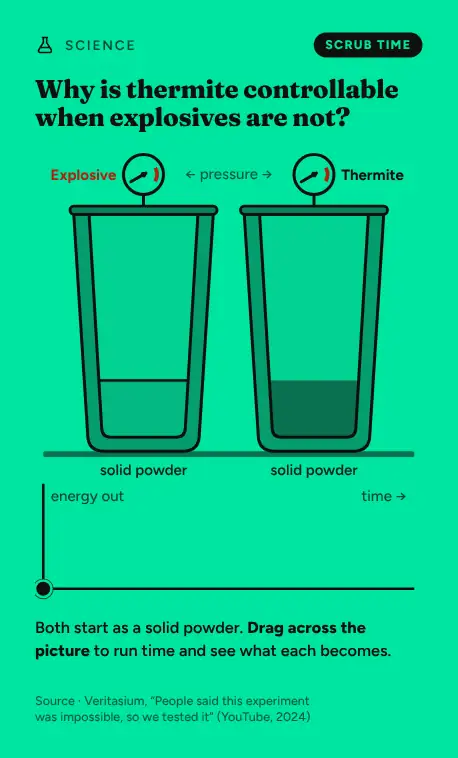 SCIENCE
SCRUB TIME
Why is thermite controllable
when explosives are not?
Explosive
← pressure →
Thermite
solid powder
solid powder
energy out
time →
Both start as a solid powder. Drag across the
picture to run time and see what each becomes.
Source · Veritasium, “People said this experiment
was impossible, so we tested it” (YouTube, 2024)